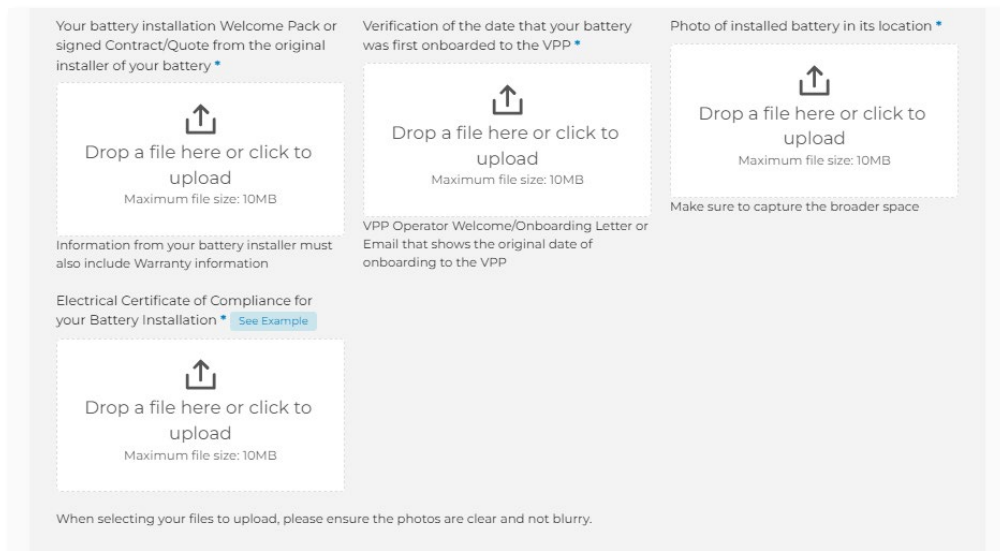 Your battery installation Welcome Pack or
signed Contract/Quote from the original
installer of your battery *
Drop a file here or click to
upload
Maximum file size: 10MB
Information from your battery installer must
also include Warranty information
Verification of the date that your battery
was first onboarded to the VPP *
Drop a file here or click to
upload
Maximum file size: 10MB
VPP Operator Welcome/Onboarding Letter or
Email that shows the original date of
onboarding to the VPP
Photo of installed battery in its location *
Drop a file here or click to
upload
Maximum file size: 10MB
Make sure to capture the broader space
Electrical Certificate of Compliance for
your Battery Installation * See Example
Drop a file here or click to
upload
Maximum file size: 10MB
When selecting your files to upload, please ensure the photos are clear and not blurry.